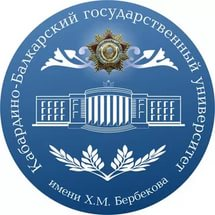 Кабардино-Балкарский государственный университет
имени Х.М. Бербекова